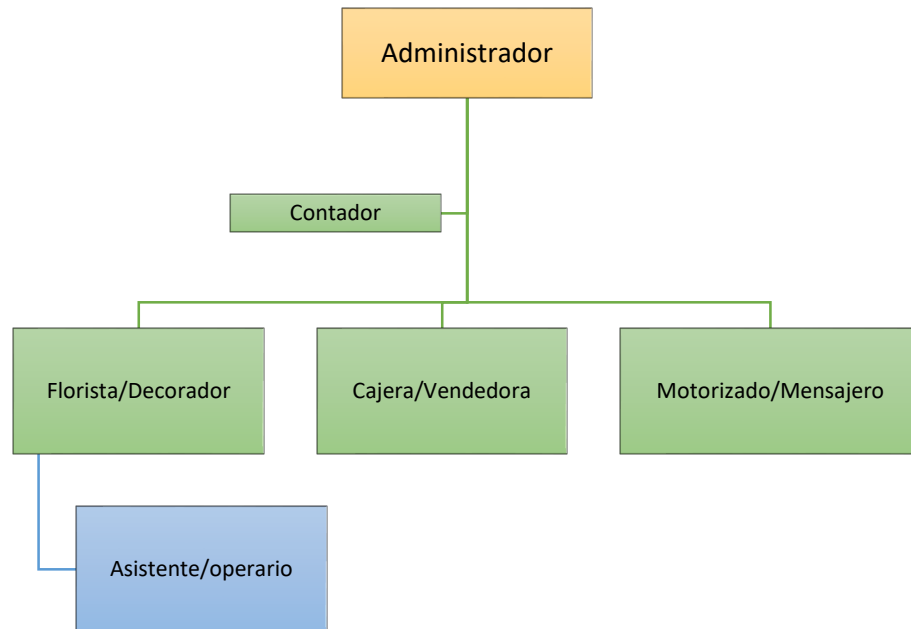 Administrador
Contador
Florista/Decorador
Cajera/Vendedora
Motorizado/Mensajero
Asistente/operario